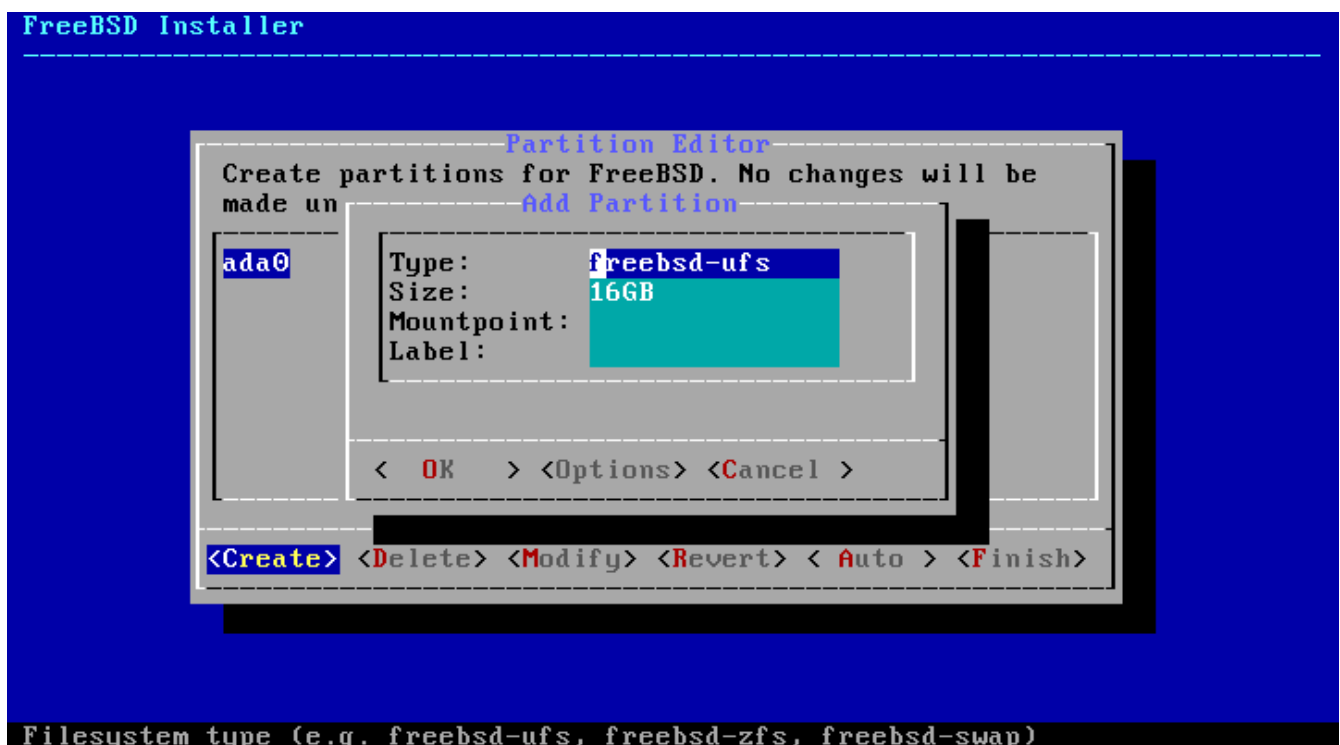 FreeBSD Installer
Partition Editor
Create partitions for FreeBSD. No changes will be
made un
Add Partition
ada0
Type: freebsd-ufs
Size: 16GB
Mountpoint:
Label:
< OK > <Options> <Cancel >
<Create> <Delete> <Modify> <Revert> < Auto > <Finish>
Filesystem type (e.g. freebsd-ufs, freebsd-zfs, freebsd-swap)